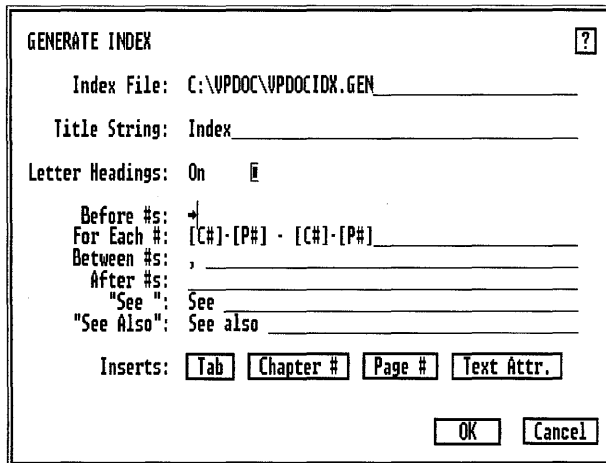 GENERATE INDEX ?
Index File: C:\VPDOC\VPDOCIDX.GEN
Title String: Index
Letter Headings: On
Before #s: →
For Each #: [C#]-[P#] - [C#]-[P#]
Between #s: ,
After #s:
"See ": See
"See Also": See also
Inserts: Tab Chapter # Page # Text Attr.
OK Cancel